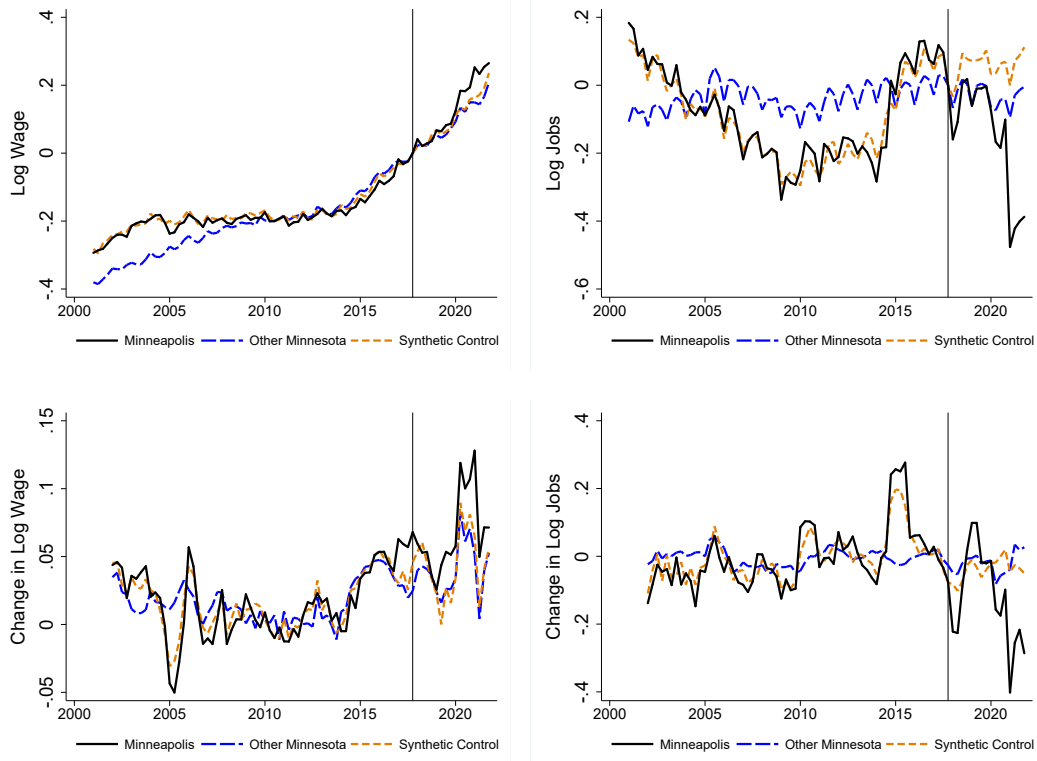 Log Wage
.4
.2
0
-.2
-.4
2000 2005 2010 2015 2020
Minneapolis Other Minnesota Synthetic Control
Log Jobs
.2
0
-.2
-.4
-.6
2000 2005 2010 2015 2020
Minneapolis Other Minnesota Synthetic Control
Change in Log Wage
.15
.1
.05
0
-.05
2000 2005 2010 2015 2020
Minneapolis Other Minnesota Synthetic Control
Change in Log Jobs
.4
.2
0
-.2
-.4
2000 2005 2010 2015 2020
Minneapolis Other Minnesota Synthetic Control